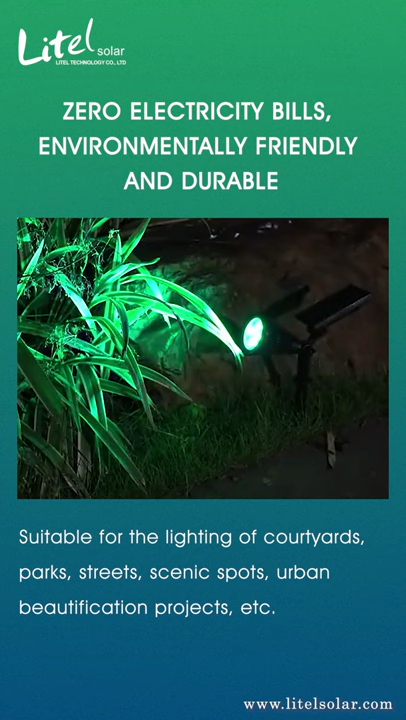 Litel solar
LITEL TECHNOLOGY CO., LTD
ZERO ELECTRICITY BILLS,
ENVIRONMENTALLY FRIENDLY
AND DURABLE
Suitable for the lighting of courtyards,
parks, streets, scenic spots, urban
beautification projects, etc.
www.litelsolar.com